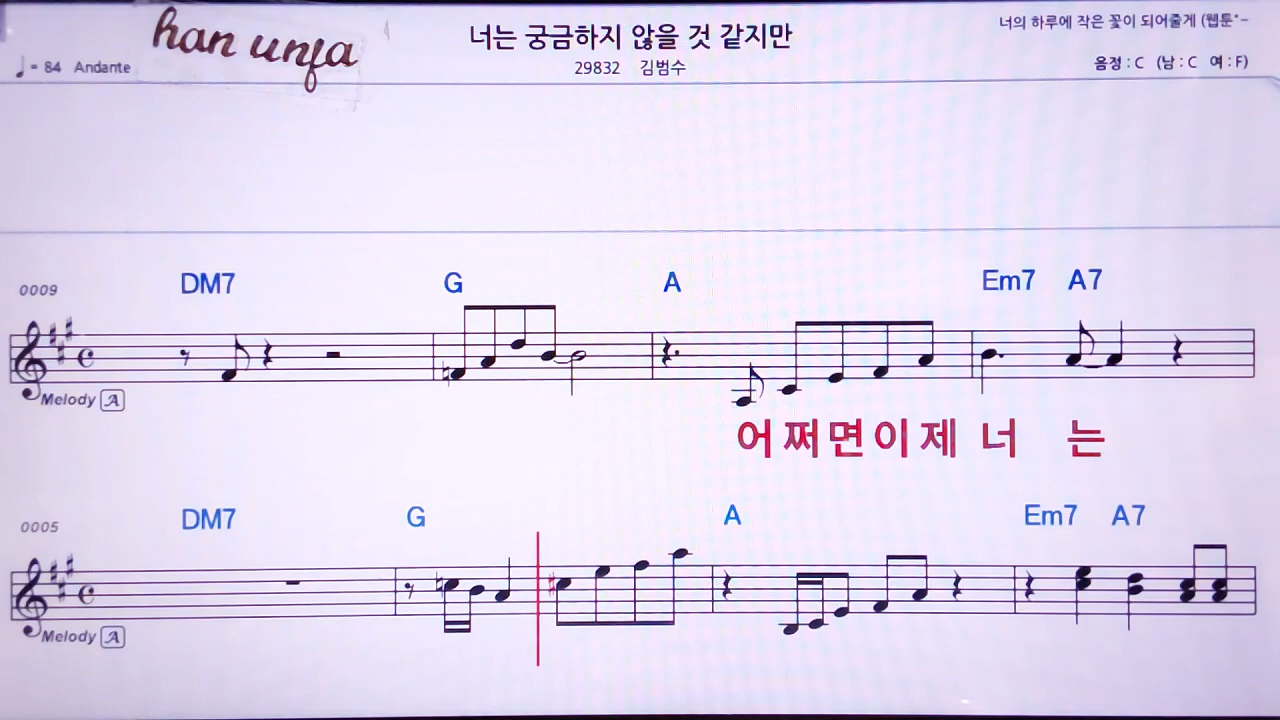 han unja
너는 궁금하지 않을 것 같지만
너의 하루에 작은 꽃이 되어줄게 (웹툰"-
♩= 84 Andante
29832 김범수
음정 : C (남 : C 여 : F)
0009 DM7 G A Em7 A7
Melody A
어 쩌 면 이 제 너 는
0005 DM7 G A Em7 A7
Melody A